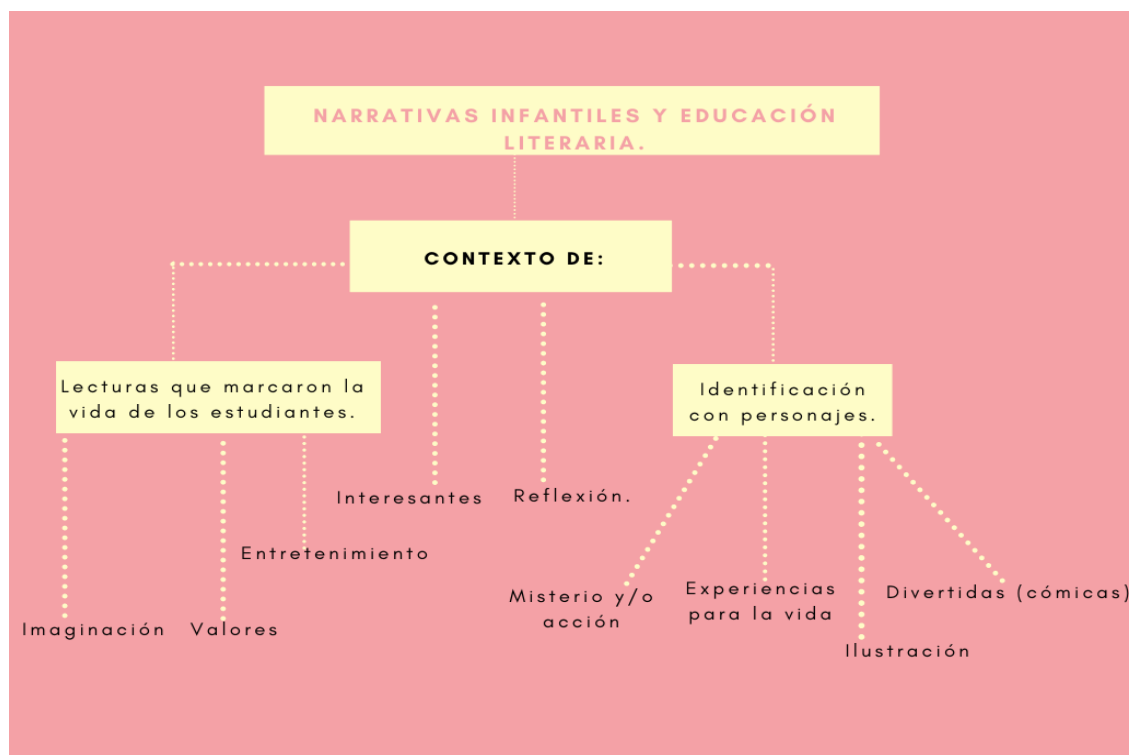 NARRATIVAS INFANTILES Y EDUCACIÓN
LITERARIA.
CONTEXTO DE:
Lecturas que marcaron la
vida de los estudiantes.
Identificación
con personajes.
Interesantes
Reflexión.
Entretenimiento
Imaginación
Valores
Misterio y/o
acción
Experiencias
para la vida
Divertidas (cómicas)
Ilustración